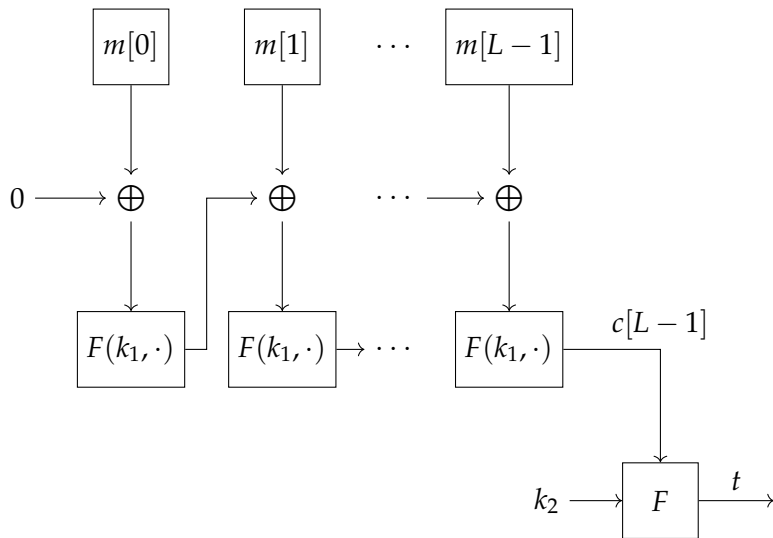 m[0] m[1] ··· m[L − 1]
0 ⊕ ⊕ ··· ⊕
c[L − 1]
F(k₁, ·) F(k₁, ·) ··· F(k₁, ·)
k₂ F t